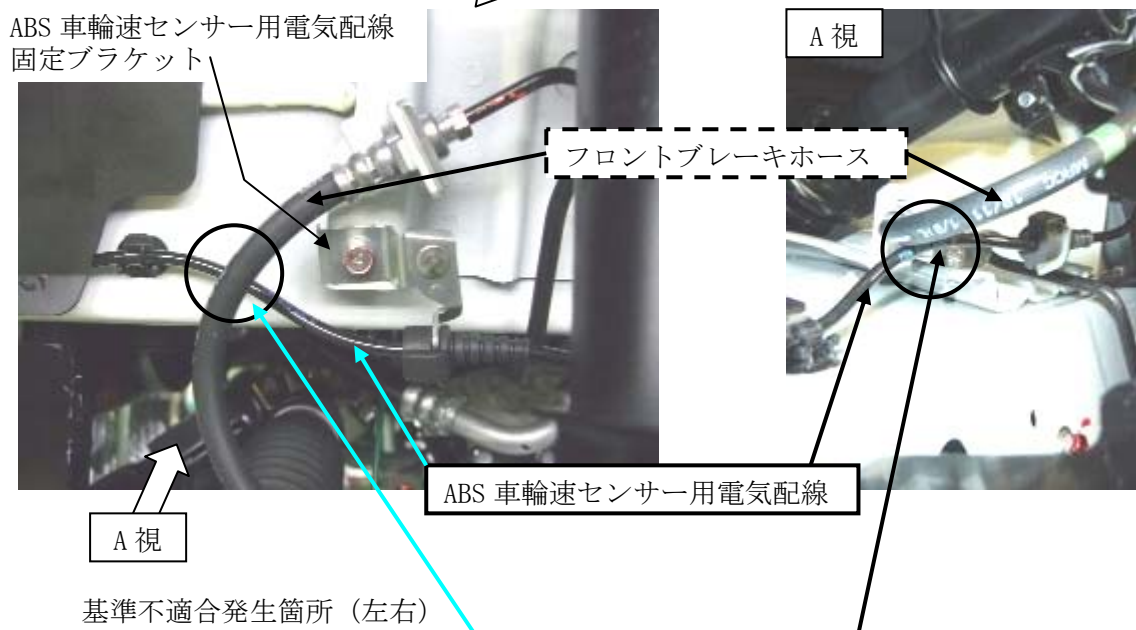 ABS 車輪速センサー用電気配線
固定ブラケット
A 視
フロントブレーキホース
ABS 車輪速センサー用電気配線
A 視
基準不適合発生箇所（左右）